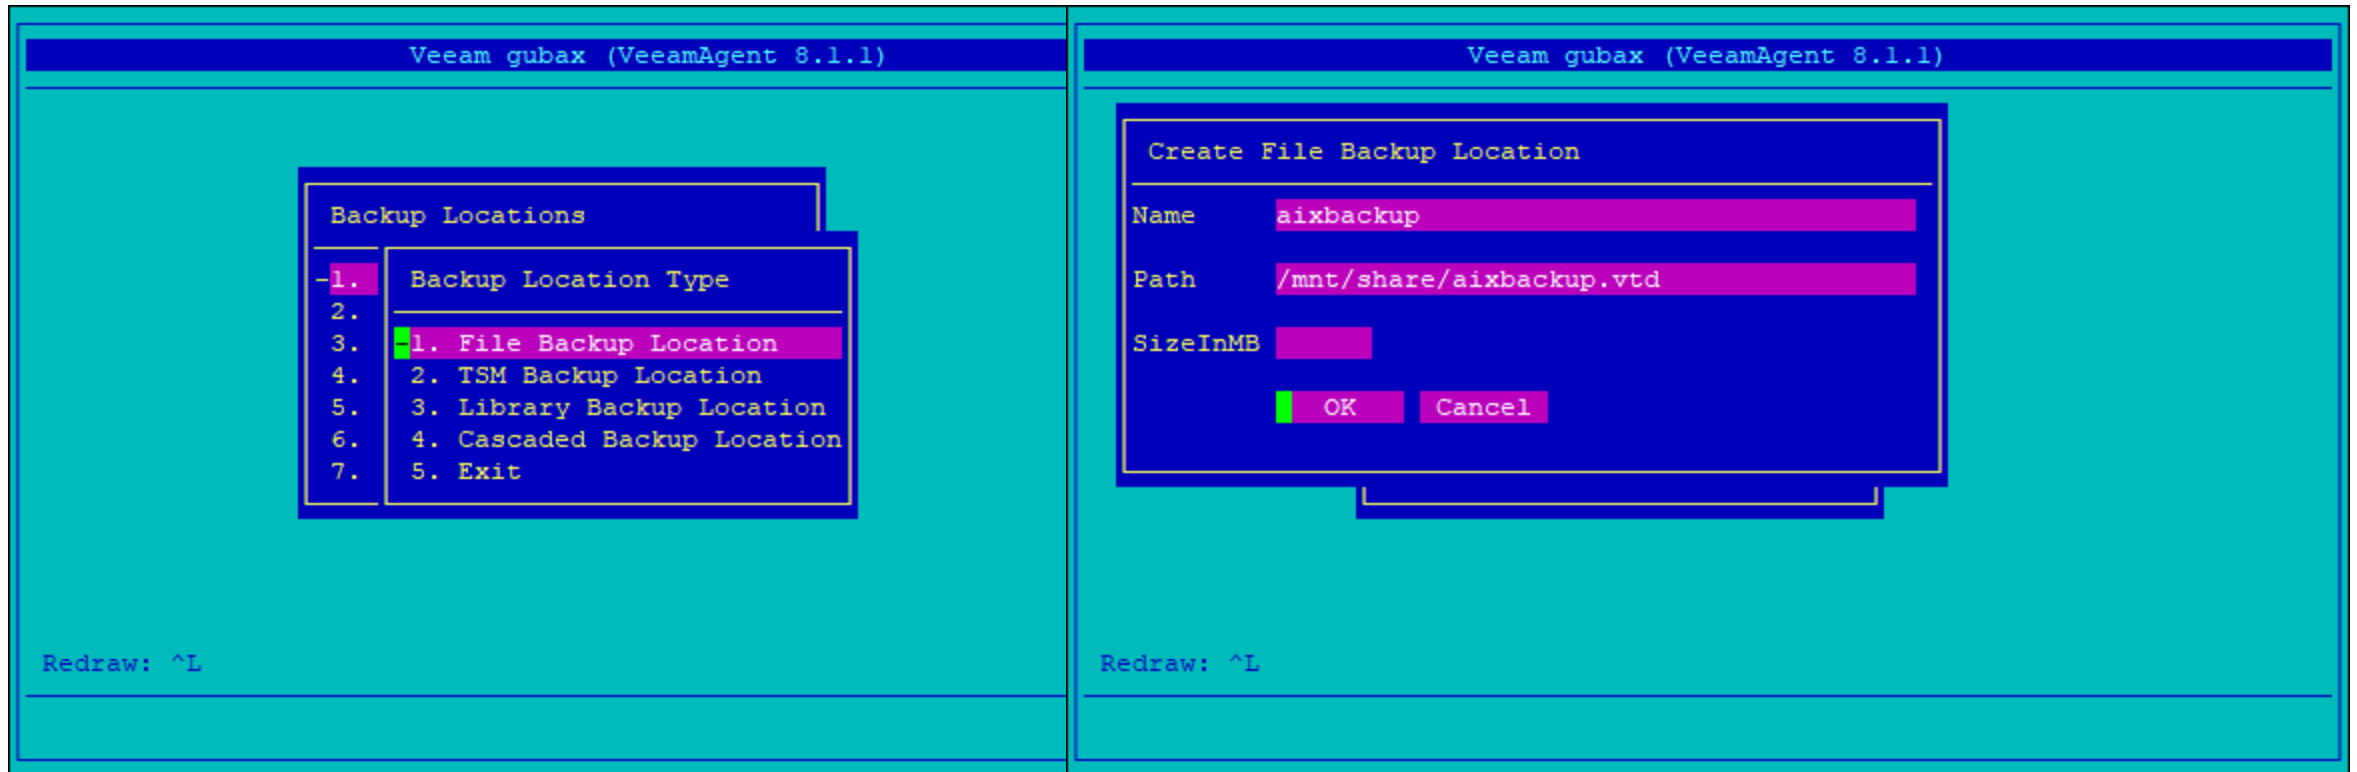 Veeam gubax (VeeamAgent 8.1.1)
Backup Locations
Backup Location Type
-1.
2.
3.
4.
5.
6.
7.
-1. File Backup Location
2. TSM Backup Location
3. Library Backup Location
4. Cascaded Backup Location
5. Exit
Redraw: ^L
Veeam gubax (VeeamAgent 8.1.1)
Create File Backup Location
Name aixbackup
Path /mnt/share/aixbackup.vtd
SizeInMB
OK Cancel
Redraw: ^L